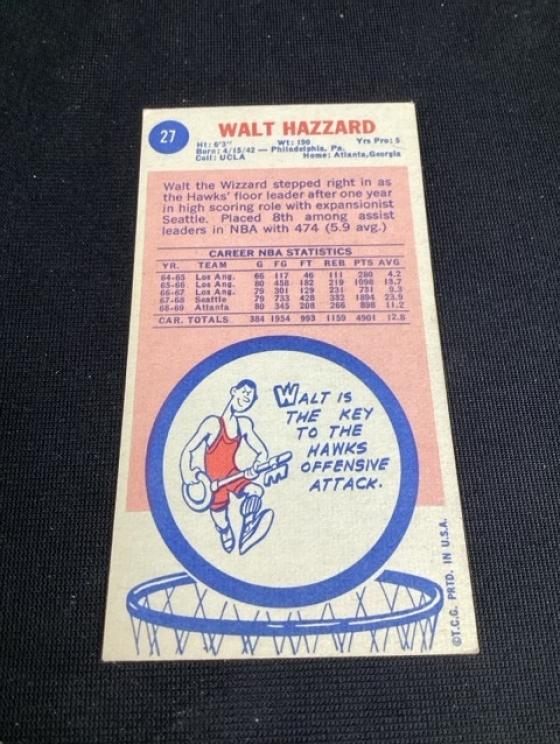 27
WALT HAZZARD
Ht: 6'3" Wt: 190 Yrs Pro: 5
Born: 4/15/42 — Philadelphia, Pa.
Coll: UCLA Home: Atlanta, Georgia
Walt the Wizzard stepped right in as
the Hawks' floor leader after one year
in high scoring role with expansionist
Seattle. Placed 8th among assist
leaders in NBA with 474 (5.9 avg.)
CAREER NBA STATISTICS
YR. TEAM G FG FT REB PTS AVG
64-65 Los Ang. 66 117 46 111 280 4.2
65-66 Los Ang. 80 458 182 219 1098 13.7
66-67 Los Ang. 79 301 129 231 731 9.3
67-68 Seattle 79 733 428 332 1894 23.9
68-69 Atlanta 80 345 208 266 898 11.2
CAR. TOTALS 384 1954 993 1159 4901 12.8
WALT IS
THE KEY
TO THE
HAWKS
OFFENSIVE
ATTACK.
©T.C.G. PRTD. IN U.S.A.